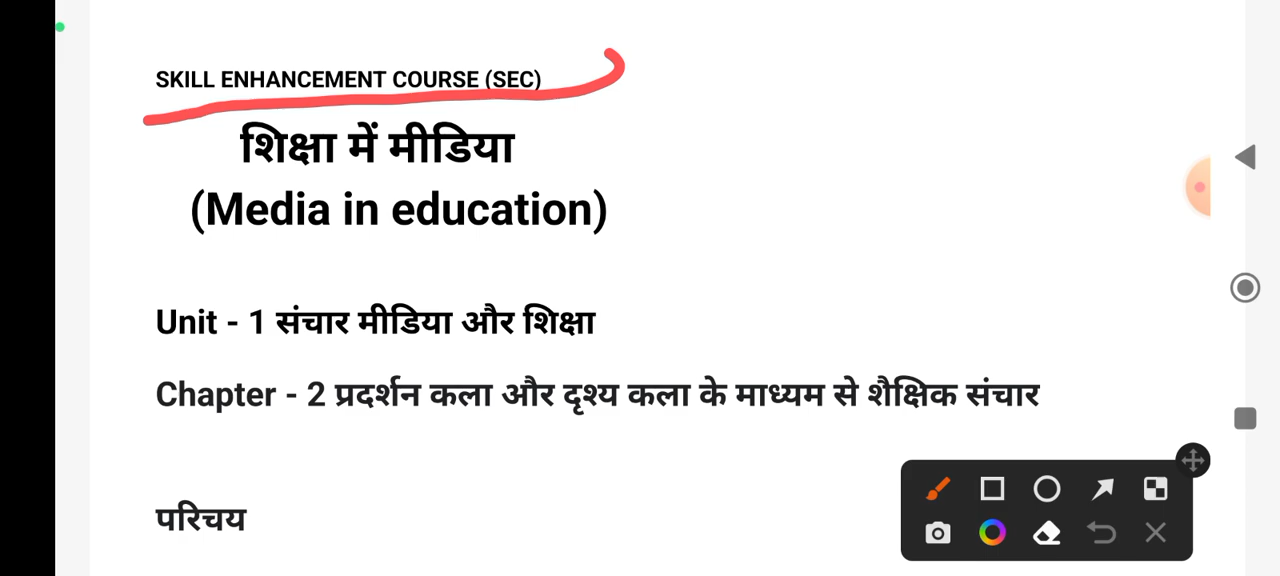 SKILL ENHANCEMENT COURSE (SEC)
शिक्षा में मीडिया
(Media in education)
Unit - 1 संचार मीडिया और शिक्षा
Chapter - 2 प्रदर्शन कला और दृश्य कला के माध्यम से शैक्षिक संचार
परिचय